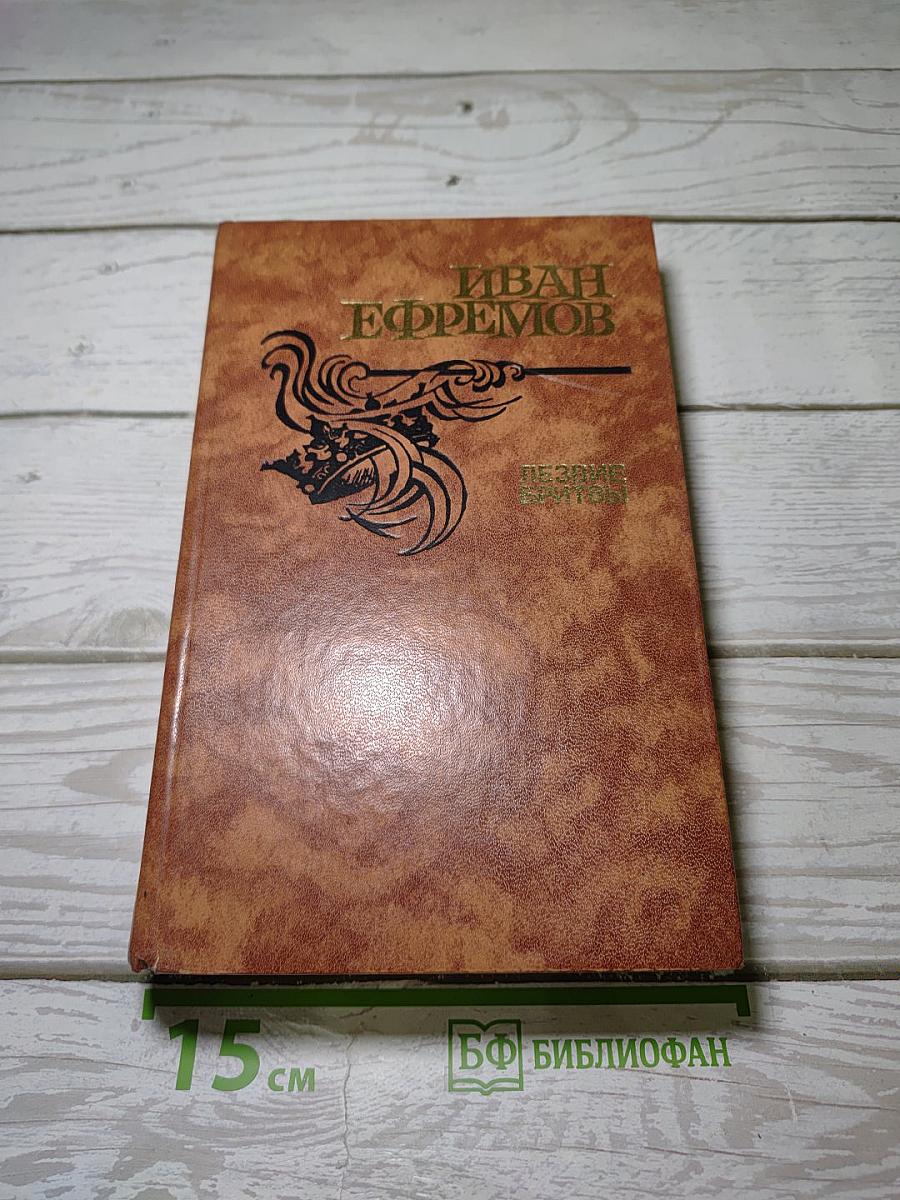 ИВАН
ЕФРЕМОВ
ЛЕЗВИЕ
БРИТВЫ
15 см
БФ БИБЛИОФАН